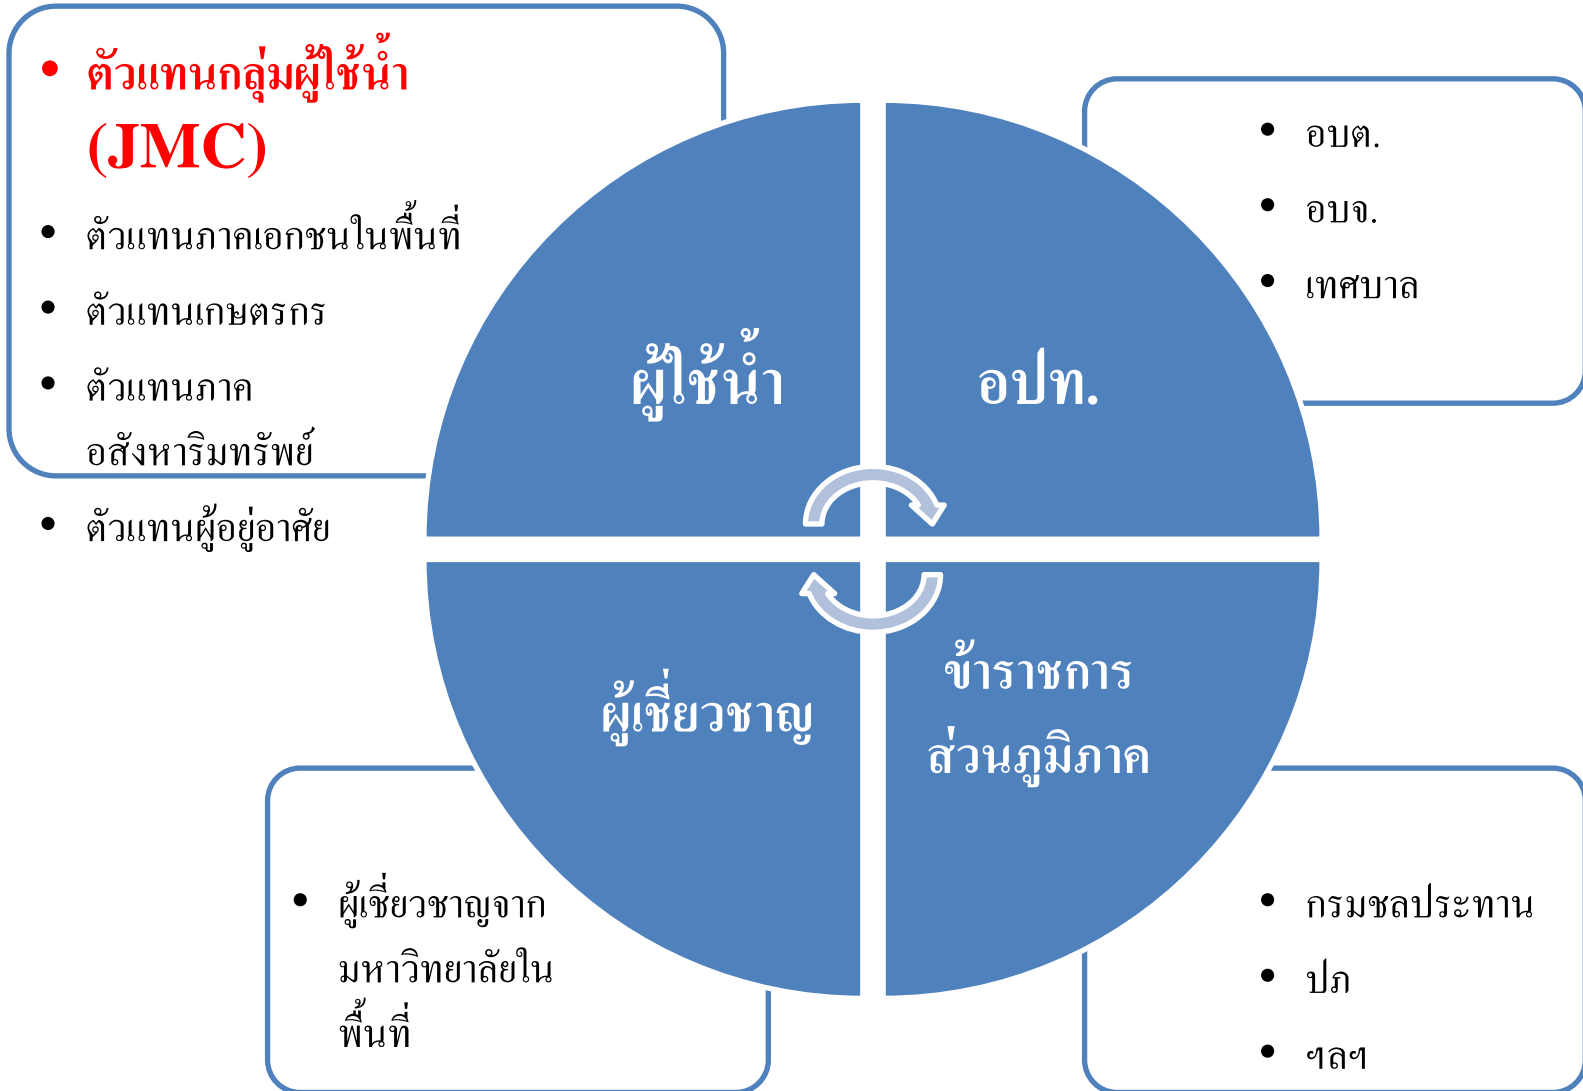 ตัวแทนกลุ่มผู้ใช้น้ำ
(JMC)
ตัวแทนภาคเอกชนในพื้นที่
ตัวแทนเกษตรกร
ตัวแทนภาค
อสังหาริมทรัพย์
ตัวแทนผู้อยู่อาศัย
อบต.
อบจ.
เทศบาล
ผู้ใช้น้ำ
อปท.
ผู้เชี่ยวชาญ
ข้าราชการ
ส่วนภูมิภาค
ผู้เชี่ยวชาญจาก
มหาวิทยาลัยใน
พื้นที่
กรมชลประทาน
ปภ
ฯลฯ